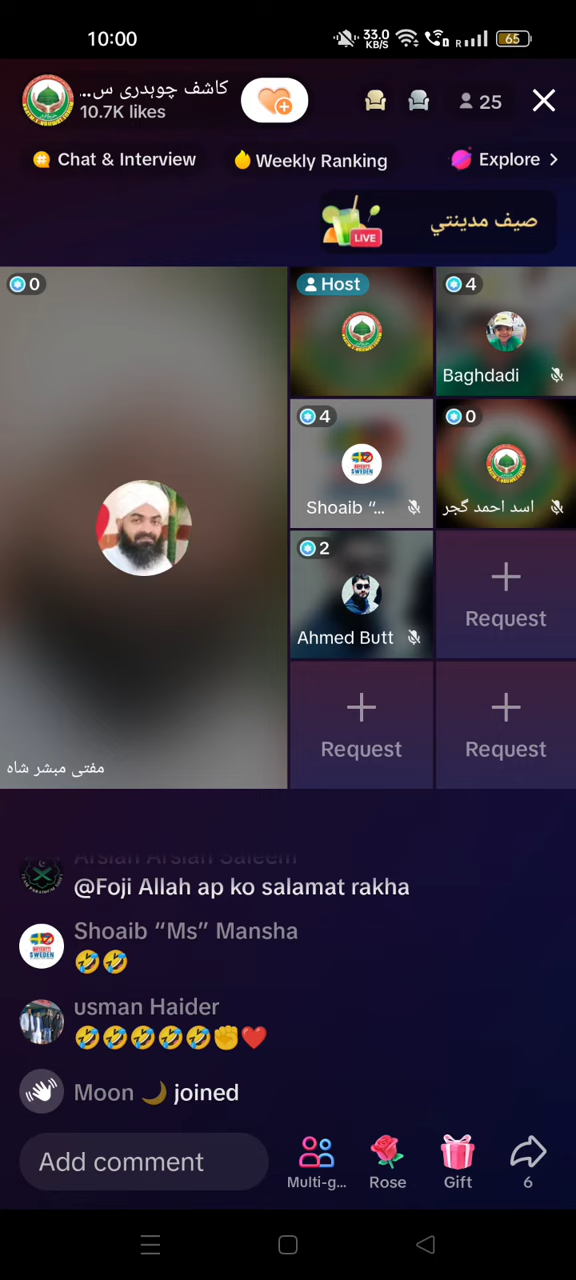 10:00
33.0
KB/S
R
65
کاشف چوہدری س...
10.7K likes
25
Chat & Interview
Weekly Ranking
Explore
LIVE
صيف مدينتي
0
Host
4
Baghdadi
4
Shoaib “...
0
اسد احمد گجر
2
Ahmed Butt
Request
Request
Request
مفتی مبشر شاہ
Arslan Arslan Saleem
@Foji Allah ap ko salamat rakha
Shoaib “Ms” Mansha
🤣🤣
usman Haider
🤣🤣🤣🤣🤣✊❤️
Moon 🌙 joined
Add comment
Multi-g...
Rose
Gift
6